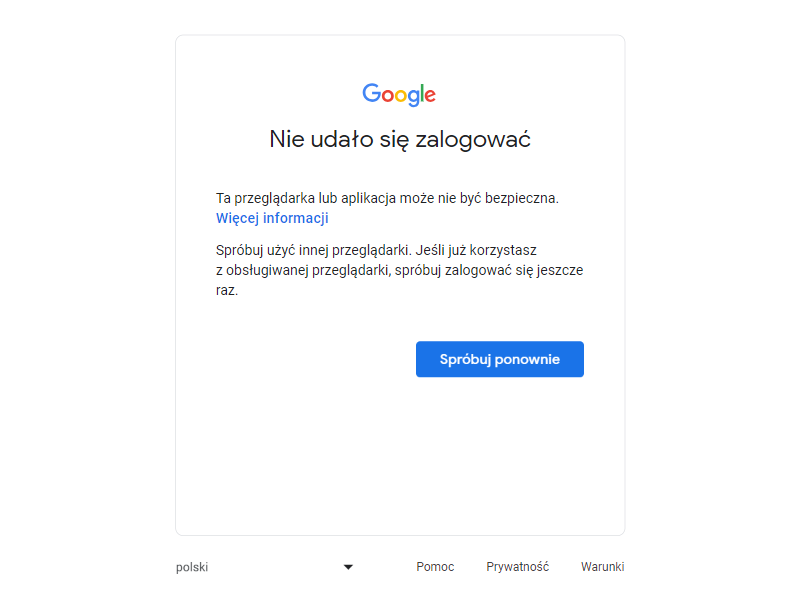 Google
Nie udało się zalogować
Ta przeglądarka lub aplikacja może nie być bezpieczna.
Więcej informacji
Spróbuj użyć innej przeglądarki. Jeśli już korzystasz
z obsługiwanej przeglądarki, spróbuj zalogować się jeszcze
raz.
Spróbuj ponownie
polski Pomoc Prywatność Warunki